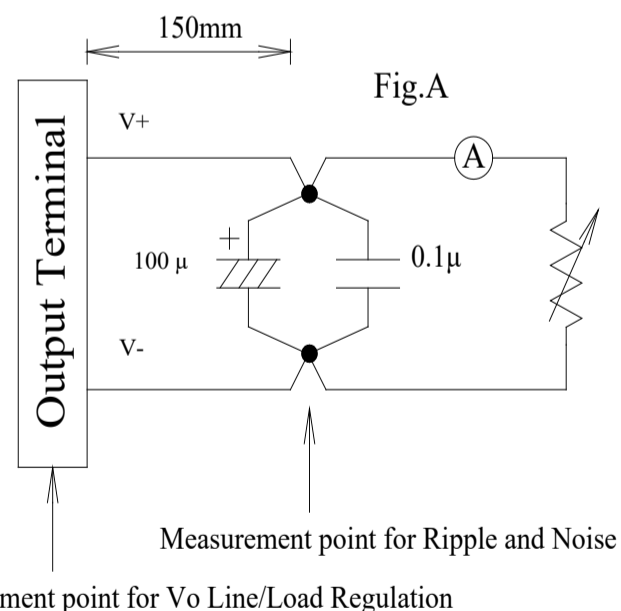 150mm
Fig.A
V+
A
Output Terminal
+
100 μ
0.1μ
V-
Measurement point for Ripple and Noise
ment point for Vo Line/Load Regulation